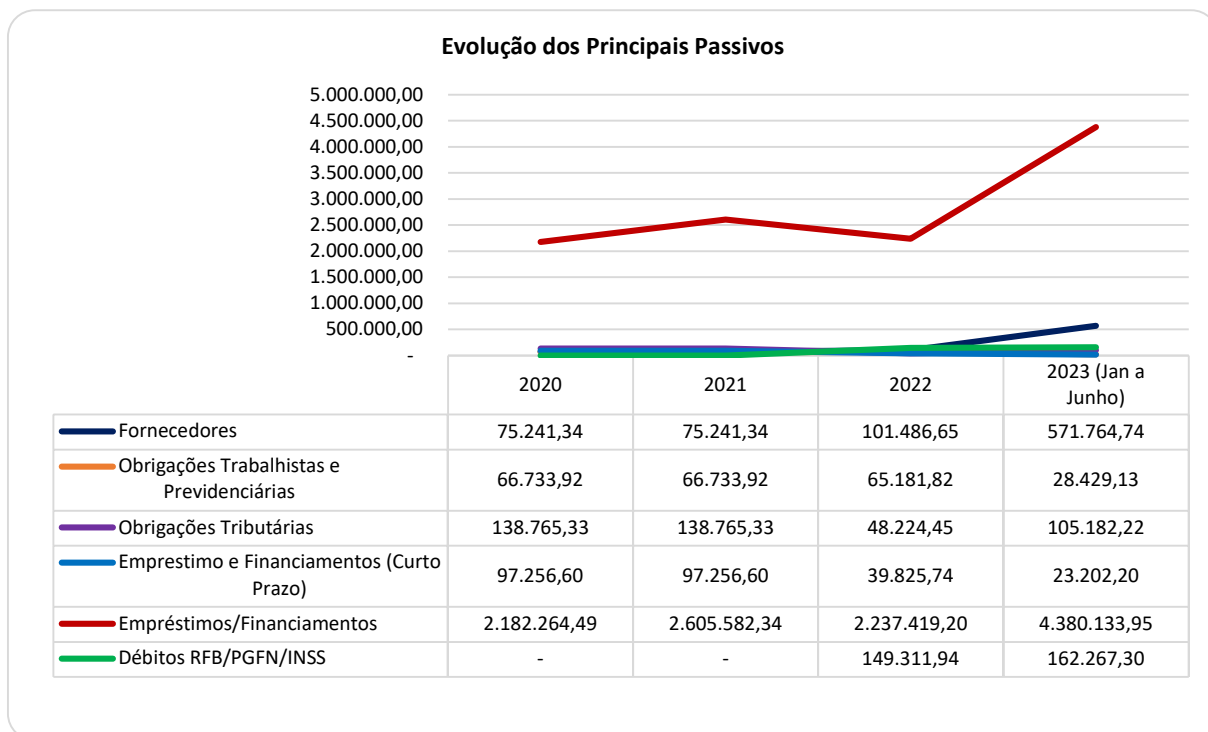 Evolução dos Principais Passivos
5.000.000,00
4.500.000,00
4.000.000,00
3.500.000,00
3.000.000,00
2.500.000,00
2.000.000,00
1.500.000,00
1.000.000,00
500.000,00
-
2020 2021 2022 2023 (Jan a
Junho)
Fornecedores 75.241,34 75.241,34 101.486,65 571.764,74
Obrigações Trabalhistas e
Previdenciárias 66.733,92 66.733,92 65.181,82 28.429,13
Obrigações Tributárias 138.765,33 138.765,33 48.224,45 105.182,22
Emprestimo e Financiamentos (Curto
Prazo) 97.256,60 97.256,60 39.825,74 23.202,20
Empréstimos/Financiamentos 2.182.264,49 2.605.582,34 2.237.419,20 4.380.133,95
Débitos RFB/PGFN/INSS - - 149.311,94 162.267,30